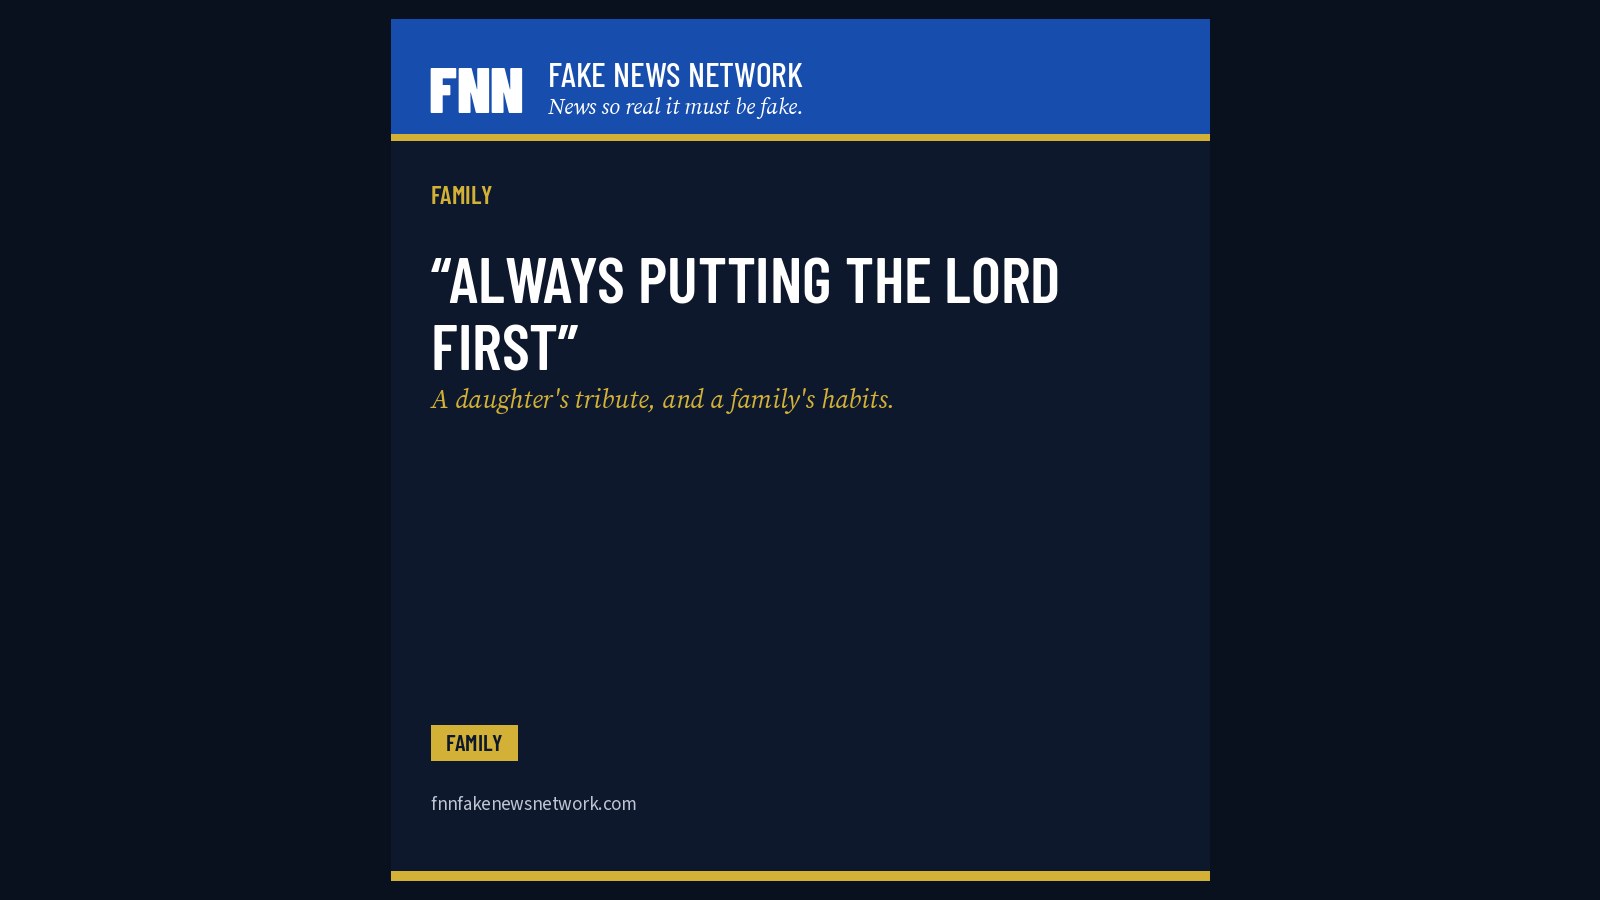 FNN
FAKE NEWS NETWORK
News so real it must be fake.
FAMILY
“ALWAYS PUTTING THE LORD
FIRST”
A daughter's tribute, and a family's habits.
FAMILY
fnnfakenewsnetwork.com